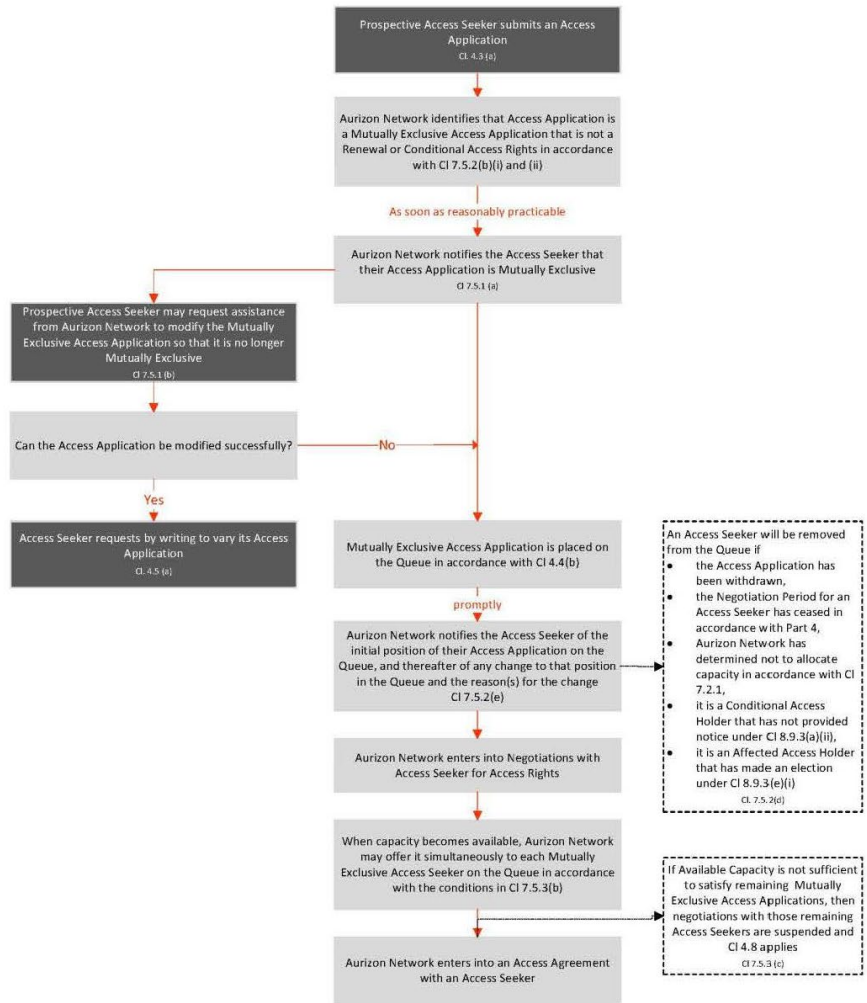 Prospective Access Seeker submits an Access
Application
Cl. 4.3 (a)
Aurizon Network identifies that Access Application is
a Mutually Exclusive Access Application that is not a
Renewal or Conditional Access Rights in accordance
with Cl 7.5.2(b)(i) and (ii)
As soon as reasonably practicable
Aurizon Network notifies the Access Seeker that
their Access Application is Mutually Exclusive
Cl 7.5.1 (a)
Prospective Access Seeker may request assistance
from Aurizon Network to modify the Mutually
Exclusive Access Application so that it is no longer
Mutually Exclusive
Cl 7.5.1 (b)
Can the Access Application be modified successfully?
No
Yes
Access Seeker requests by writing to vary its Access
Application
Cl. 4.5 (a)
Mutually Exclusive Access Application is placed on
the Queue in accordance with Cl 4.4(b)
promptly
Aurizon Network notifies the Access Seeker of the
initial position of their Access Application on the
Queue, and thereafter of any change to that position
in the Queue and the reason(s) for the change
Cl 7.5.2(e)
An Access Seeker will be removed
from the Queue if
● the Access Application has
been withdrawn,
● the Negotiation Period for an
Access Seeker has ceased in
accordance with Part 4,
● Aurizon Network has
determined not to allocate
capacity in accordance with Cl
7.2.1,
● it is a Conditional Access
Holder that has not provided
notice under Cl 8.9.3(a)(ii),
● it is an Affected Access Holder
that has made an election
under Cl 8.9.3(e)(i)
Cl. 7.5.2(d)
Aurizon Network enters into Negotiations with
Access Seeker for Access Rights
When capacity becomes available, Aurizon Network
may offer it simultaneously to each Mutually
Exclusive Access Seeker on the Queue in accordance
with the conditions in Cl 7.5.3(b)
If Available Capacity is not sufficient
to satisfy remaining Mutually
Exclusive Access Applications, then
negotiations with those remaining
Access Seekers are suspended and
Cl 4.8 applies
Cl 7.5.3 (c)
Aurizon Network enters into an Access Agreement
with an Access Seeker